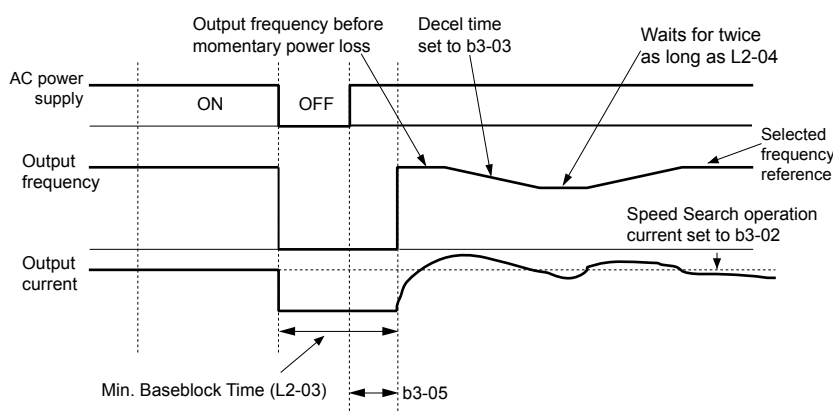 Output frequency before
momentary power loss
Decel time
set to b3-03
Waits for twice
as long as L2-04
AC power
supply
ON
OFF
Output
frequency
Selected
frequency
reference
Speed Search operation
current set to b3-02
Output
current
Min. Baseblock Time (L2-03)
b3-05